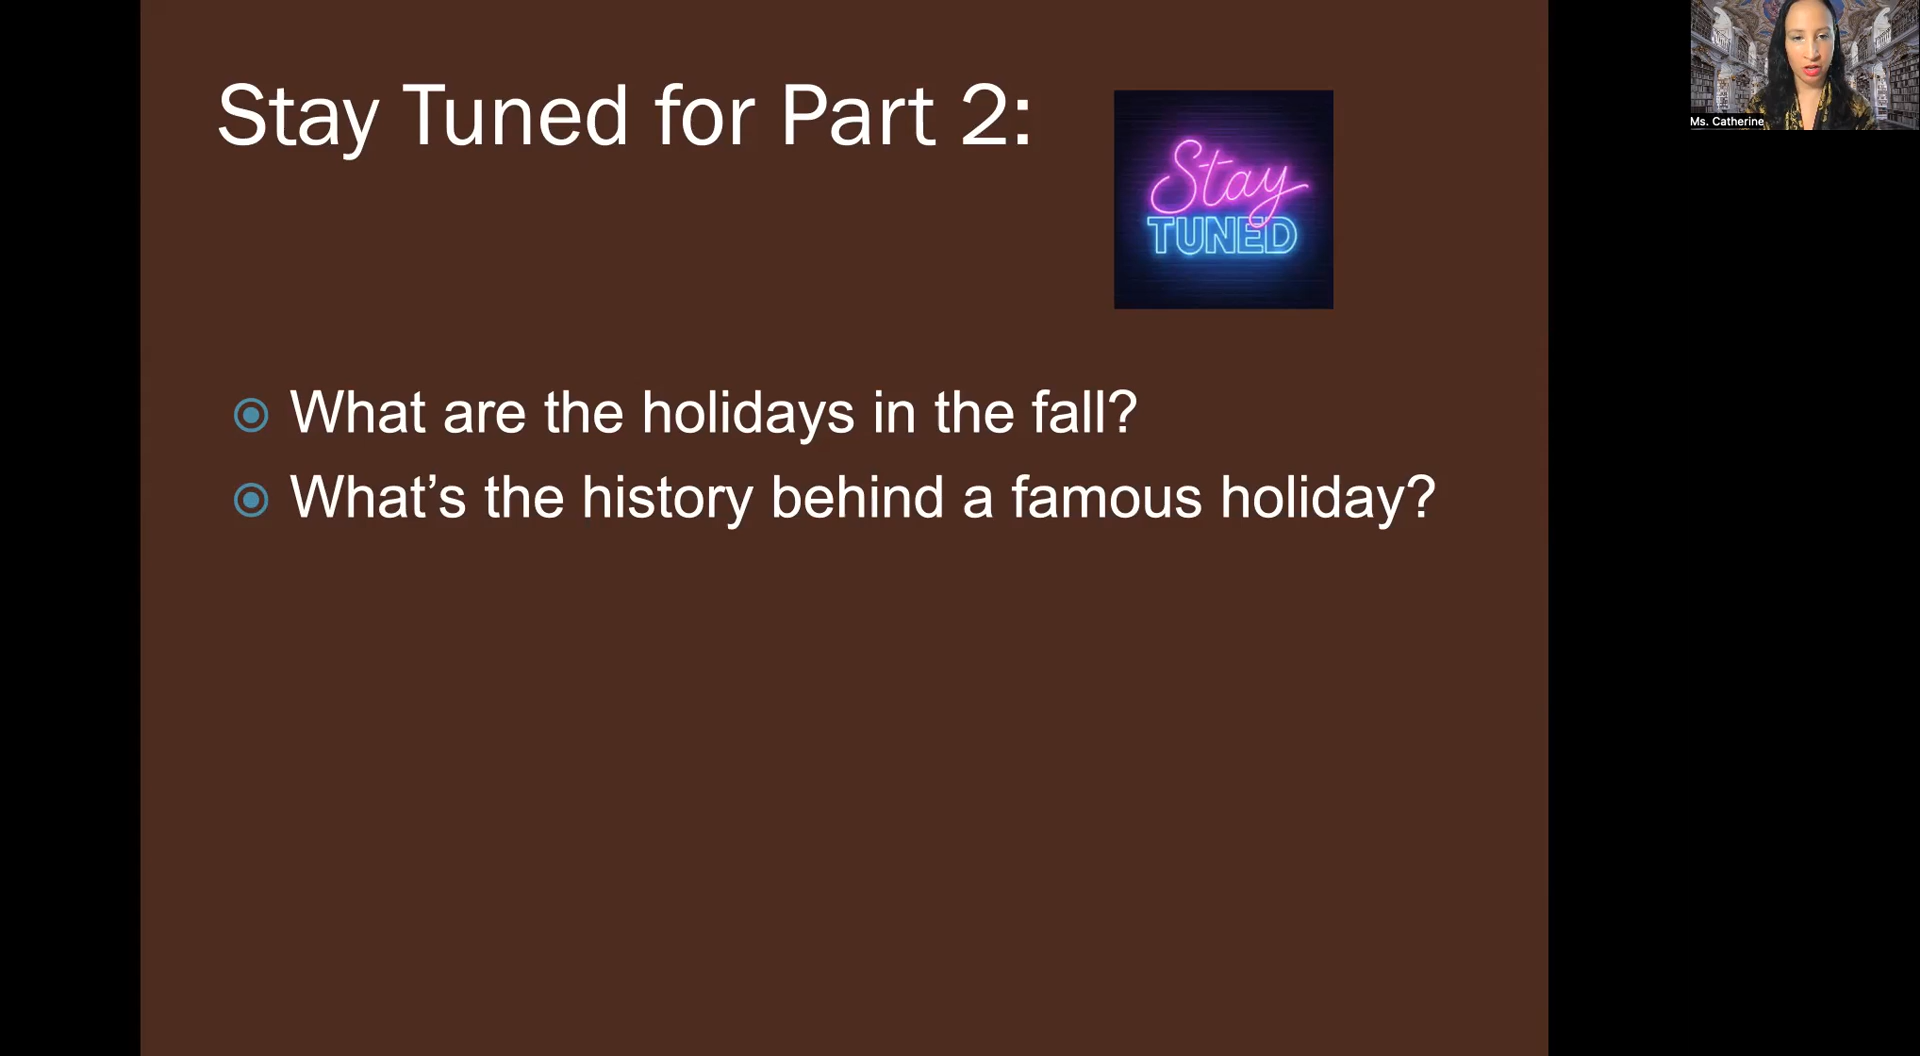 Stay Tuned for Part 2:
Stay
TUNED
What are the holidays in the fall?
What’s the history behind a famous holiday?
Ms. Catherine